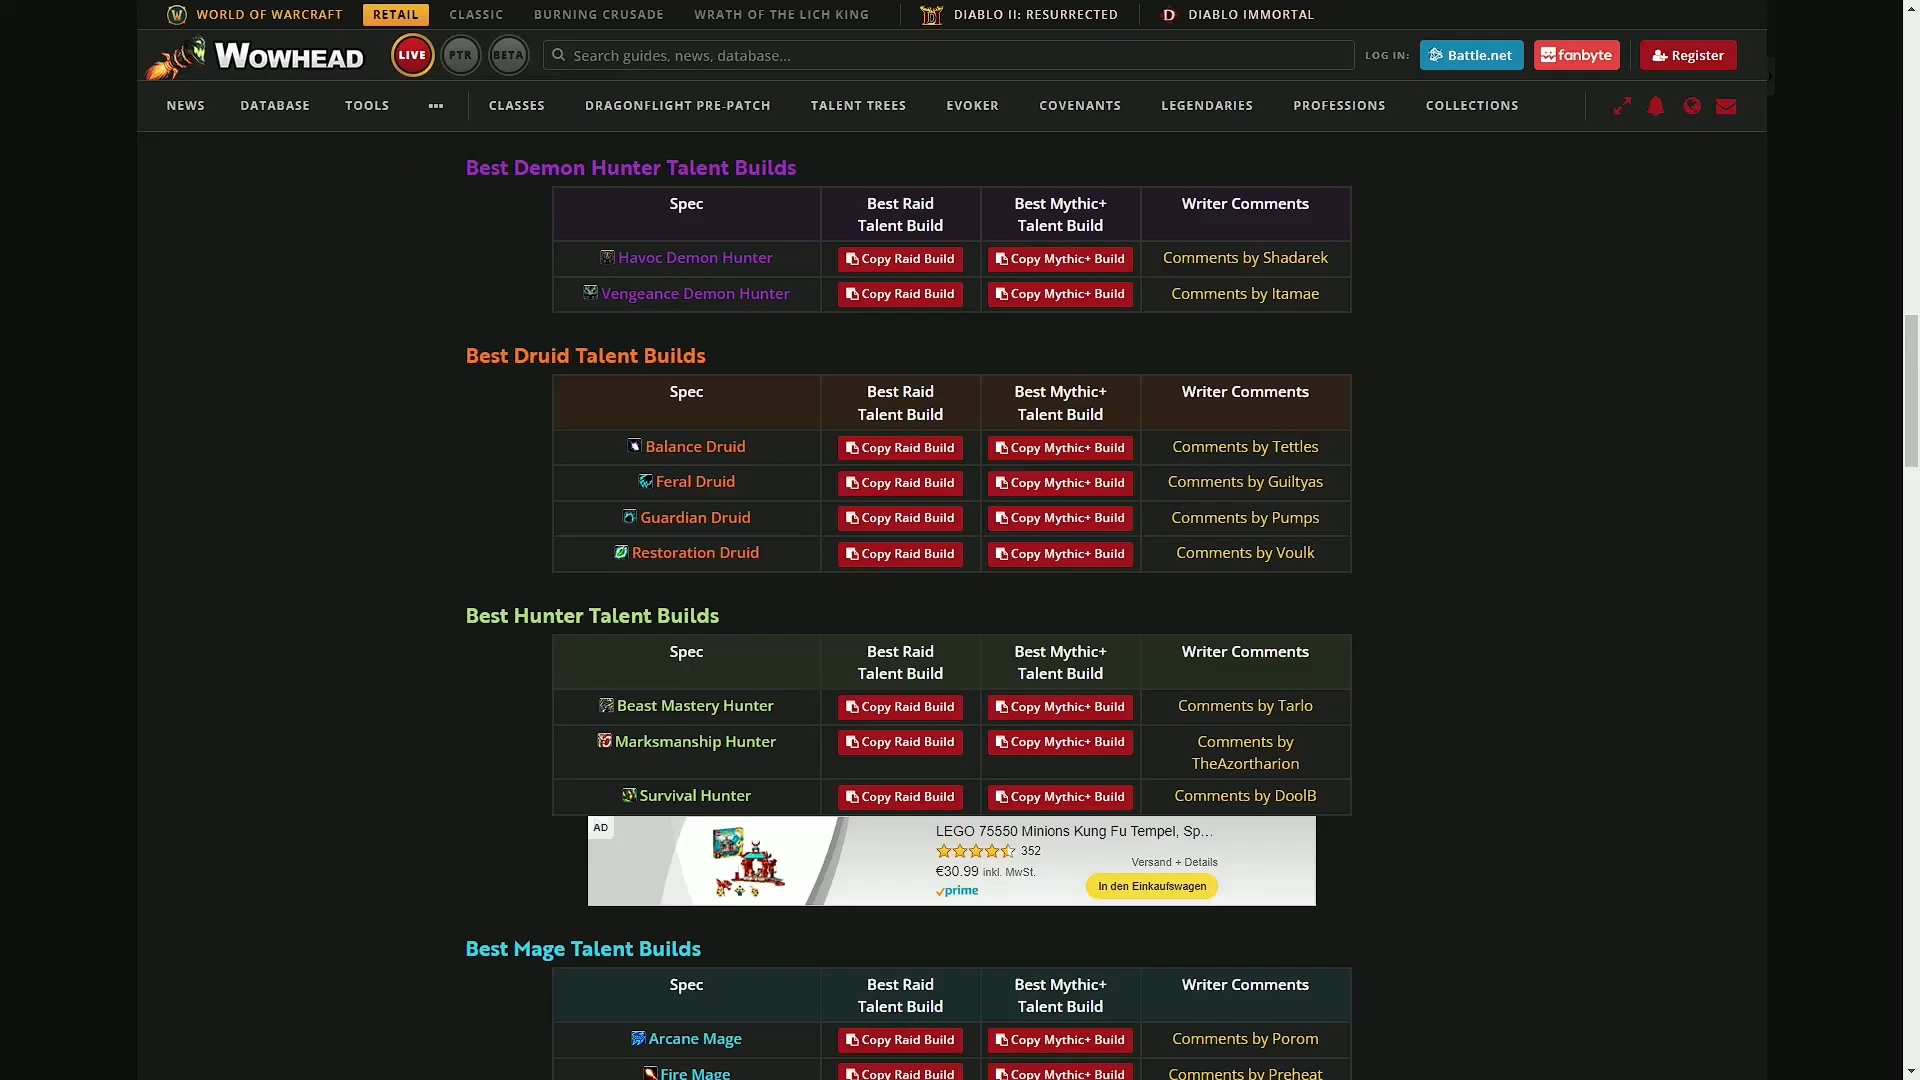 WORLD OF WARCRAFT RETAIL CLASSIC BURNING CRUSADE WRATH OF THE LICH KING DIABLO II: RESURRECTED DIABLO IMMORTAL
WOWHEAD LIVE PTR BETA Search guides, news, database... LOG IN: Battle.net fanbyte Register
NEWS DATABASE TOOLS ••• CLASSES DRAGONFLIGHT PRE-PATCH TALENT TREES EVOKER COVENANTS LEGENDARIES PROFESSIONS COLLECTIONS
Best Demon Hunter Talent Builds
Spec Best Raid Best Mythic+ Writer Comments
Talent Build Talent Build
Havoc Demon Hunter Copy Raid Build Copy Mythic+ Build Comments by Shadarek
Vengeance Demon Hunter Copy Raid Build Copy Mythic+ Build Comments by Itamae
Best Druid Talent Builds
Spec Best Raid Best Mythic+ Writer Comments
Talent Build Talent Build
Balance Druid Copy Raid Build Copy Mythic+ Build Comments by Tettles
Feral Druid Copy Raid Build Copy Mythic+ Build Comments by Guiltyas
Guardian Druid Copy Raid Build Copy Mythic+ Build Comments by Pumps
Restoration Druid Copy Raid Build Copy Mythic+ Build Comments by Voulk
Best Hunter Talent Builds
Spec Best Raid Best Mythic+ Writer Comments
Talent Build Talent Build
Beast Mastery Hunter Copy Raid Build Copy Mythic+ Build Comments by Tarlo
Marksmanship Hunter Copy Raid Build Copy Mythic+ Build Comments by
TheAzortharion
Survival Hunter Copy Raid Build Copy Mythic+ Build Comments by DoolB
AD LEGO 75550 Minions Kung Fu Tempel, Sp...
352
Versand + Details
€30.99 inkl. MwSt.
prime In den Einkaufswagen
Best Mage Talent Builds
Spec Best Raid Best Mythic+ Writer Comments
Talent Build Talent Build
Arcane Mage Copy Raid Build Copy Mythic+ Build Comments by Porom
Fire Mage Copy Raid Build Copy Mythic+ Build Comments by Preheat